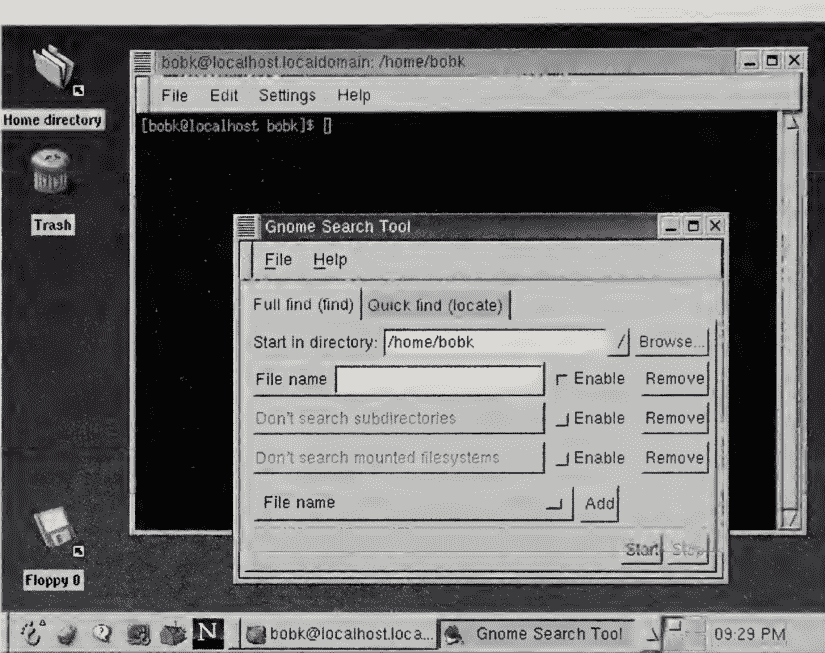 bobk@localhost.localdomain: /home/bobk
File Edit Settings Help
[bobk@localhost bobk]$
Home directory
Trash
Gnome Search Tool
File Help
Full find (find) Quick find (locate)
Start in directory: /home/bobk Browse...
File name Enable Remove
Don't search subdirectories Enable Remove
Don't search mounted filesystems Enable Remove
File name Add
Start Stop
Floppy 0
N bobk@localhost.loca... Gnome Search Tool 09:29 PM